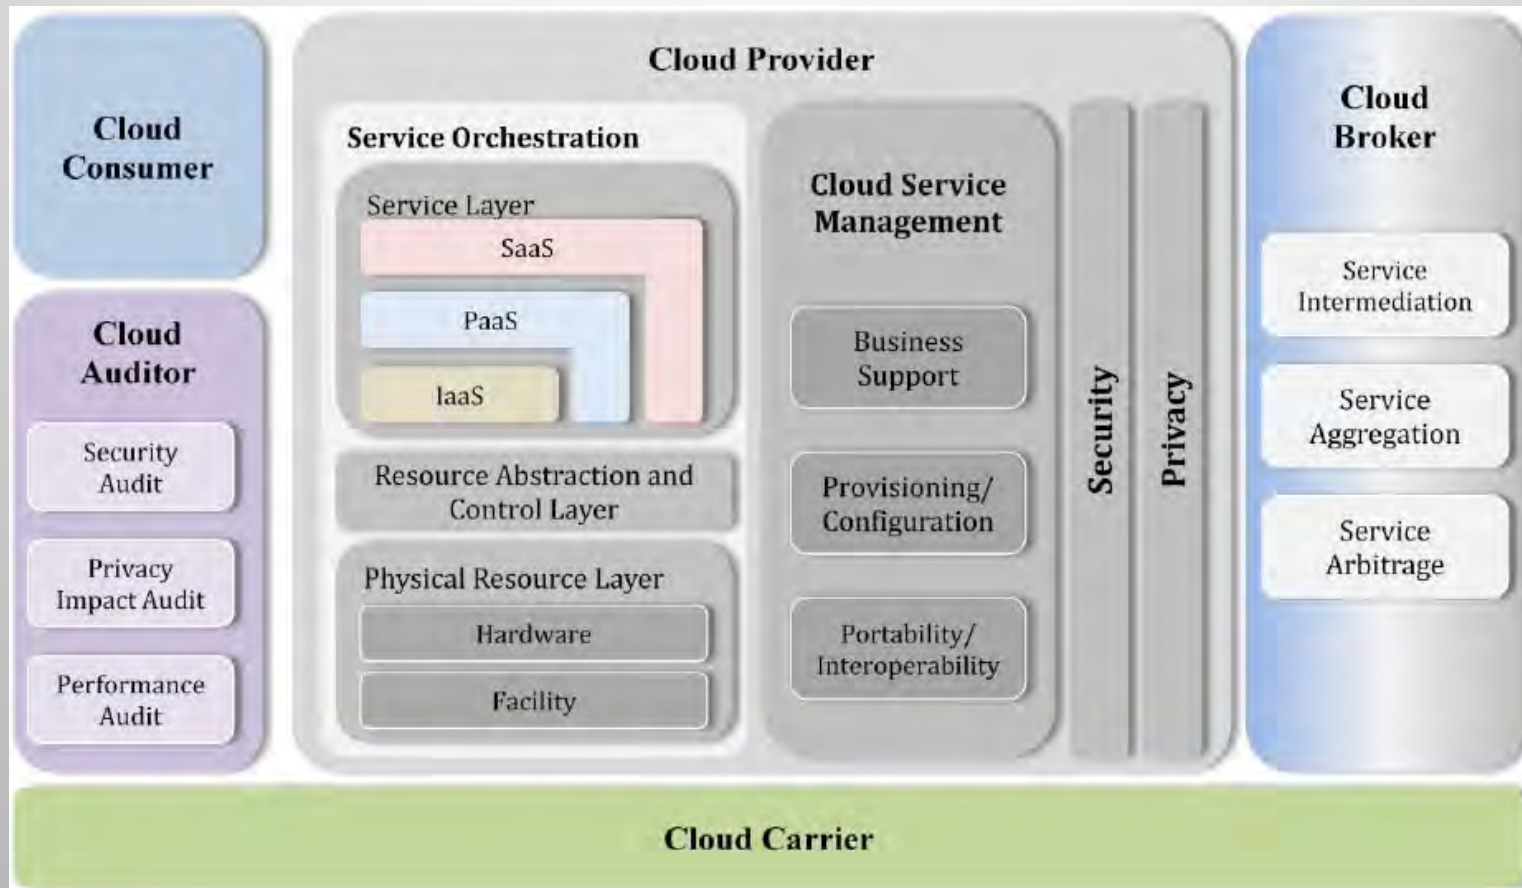 Cloud
Consumer
Cloud
Auditor
Security
Audit
Privacy
Impact Audit
Performance
Audit
Cloud Provider
Service Orchestration
Service Layer
SaaS
PaaS
IaaS
Resource Abstraction and
Control Layer
Physical Resource Layer
Hardware
Facility
Cloud Service
Management
Business
Support
Provisioning/
Configuration
Portability/
Interoperability
Security
Privacy
Cloud
Broker
Service
Intermediation
Service
Aggregation
Service
Arbitrage
Cloud Carrier